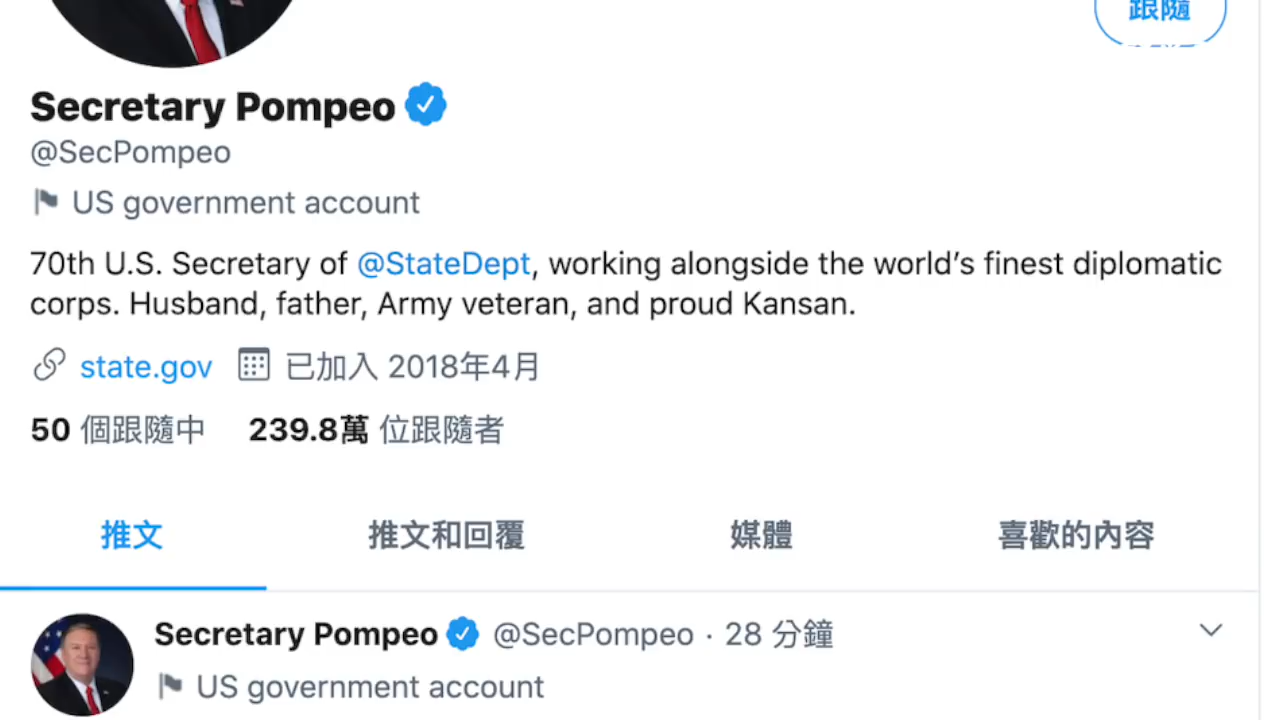 跟隨
Secretary Pompeo
@SecPompeo
US government account
70th U.S. Secretary of @StateDept, working alongside the world’s finest diplomatic
corps. Husband, father, Army veteran, and proud Kansan.
state.gov 已加入 2018年4月
50 個跟隨中 239.8萬 位跟隨者
推文 推文和回覆 媒體 喜歡的內容
Secretary Pompeo @SecPompeo · 28 分鐘
US government account